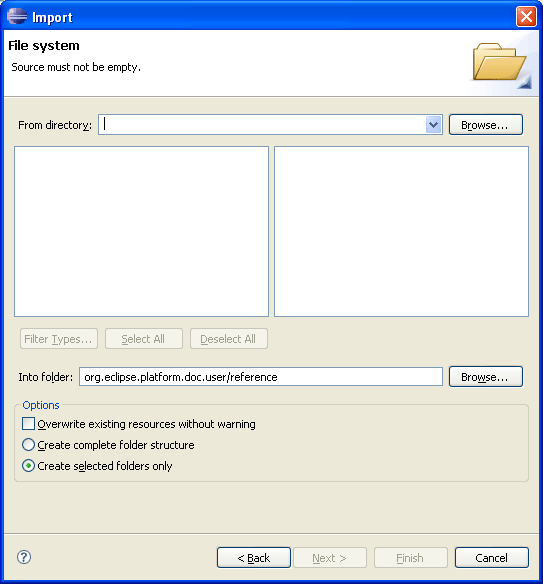 Import
File system
Source must not be empty.
From directory:
Browse...
Filter Types...
Select All
Deselect All
Into folder:
org.eclipse.platform.doc.user/reference
Browse...
Options
Overwrite existing resources without warning
Create complete folder structure
Create selected folders only
?
< Back
Next >
Finish
Cancel